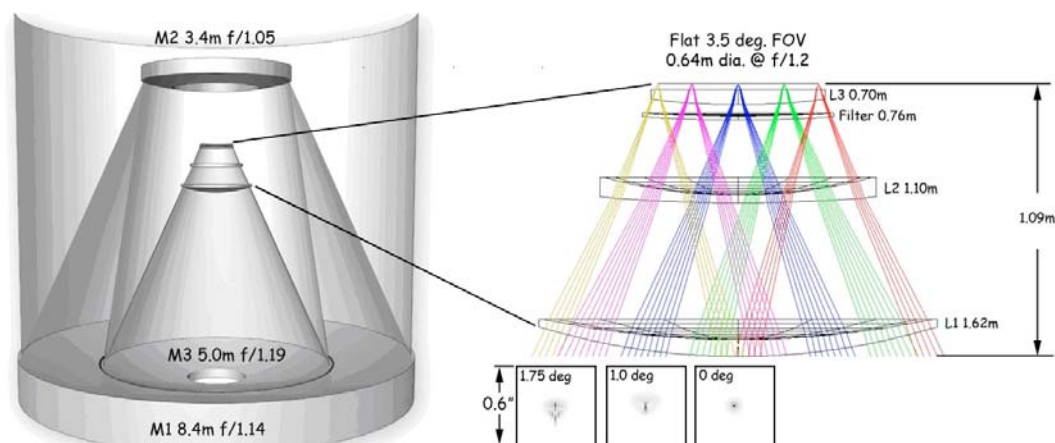 M2 3.4m f/1.05
M3 5.0m f/1.19
M1 8.4m f/1.14
Flat 3.5 deg. FOV
0.64m dia. @ f/1.2
L3 0.70m
Filter 0.76m
L2 1.10m
1.09m
L1 1.62m
0.6"
1.75 deg
1.0 deg
0 deg